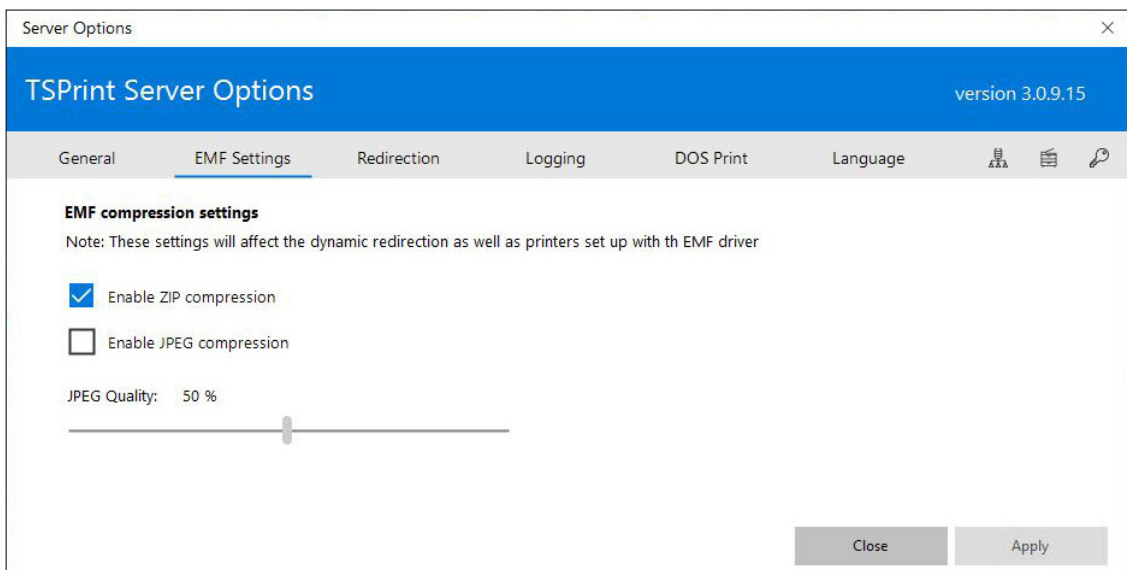 Server Options
TSPrint Server Options
version 3.0.9.15
General EMF Settings Redirection Logging DOS Print Language
EMF compression settings
Note: These settings will affect the dynamic redirection as well as printers set up with th EMF driver
Enable ZIP compression
Enable JPEG compression
JPEG Quality: 50 %
Close Apply